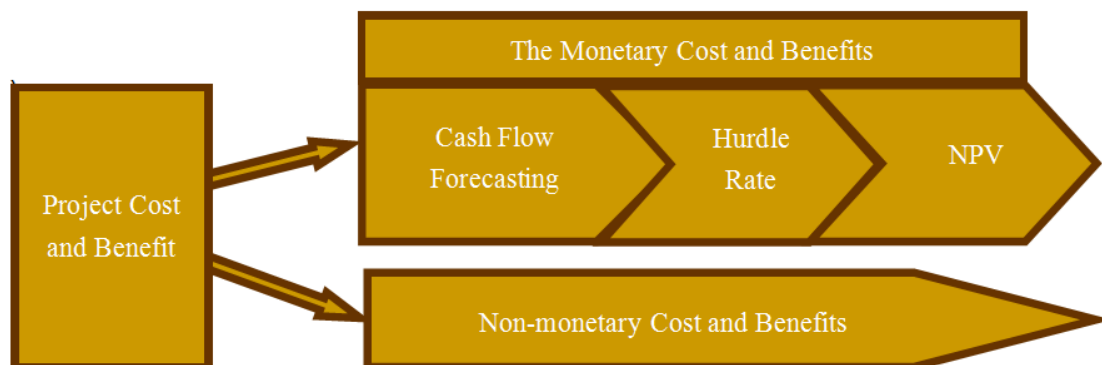 Project Cost
and Benefit
The Monetary Cost and Benefits
Cash Flow
Forecasting
Hurdle
Rate
NPV
Non-monetary Cost and Benefits